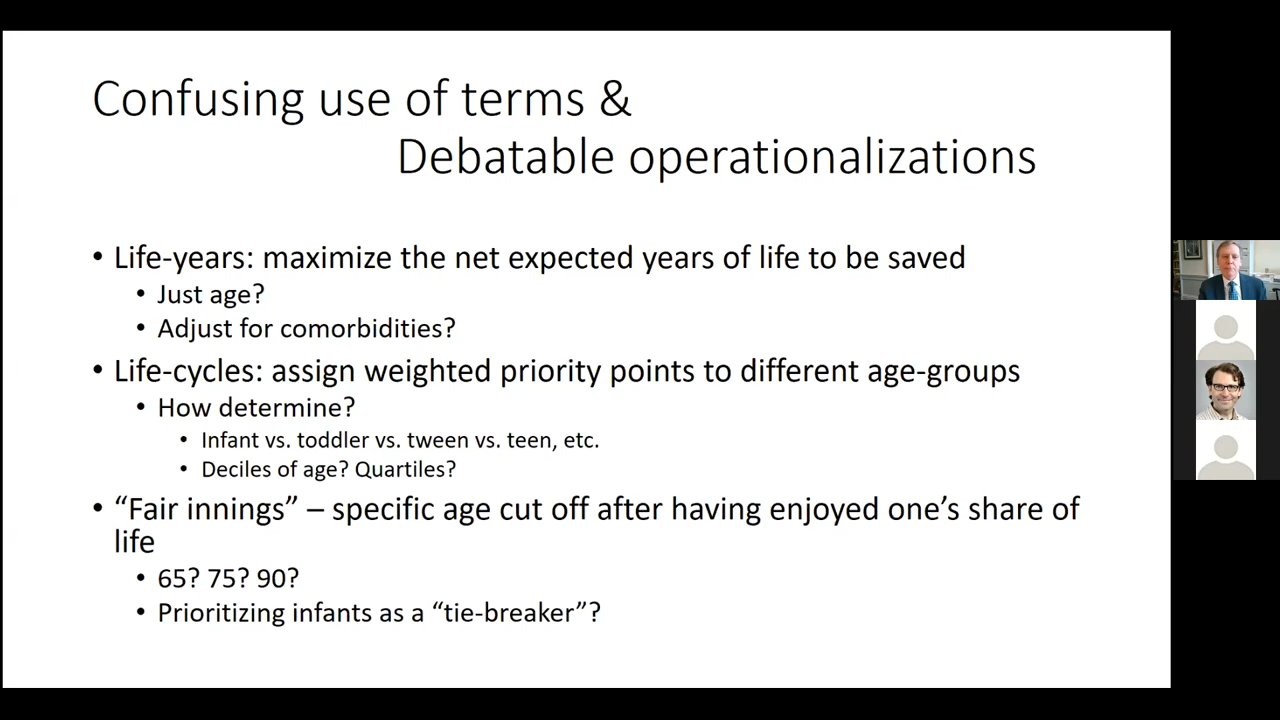 Confusing use of terms &
Debatable operationalizations
• Life-years: maximize the net expected years of life to be saved
• Just age?
• Adjust for comorbidities?
• Life-cycles: assign weighted priority points to different age-groups
• How determine?
• Infant vs. toddler vs. tween vs. teen, etc.
• Deciles of age? Quartiles?
• “Fair innings” – specific age cut off after having enjoyed one’s share of
life
• 65? 75? 90?
• Prioritizing infants as a “tie-breaker”?